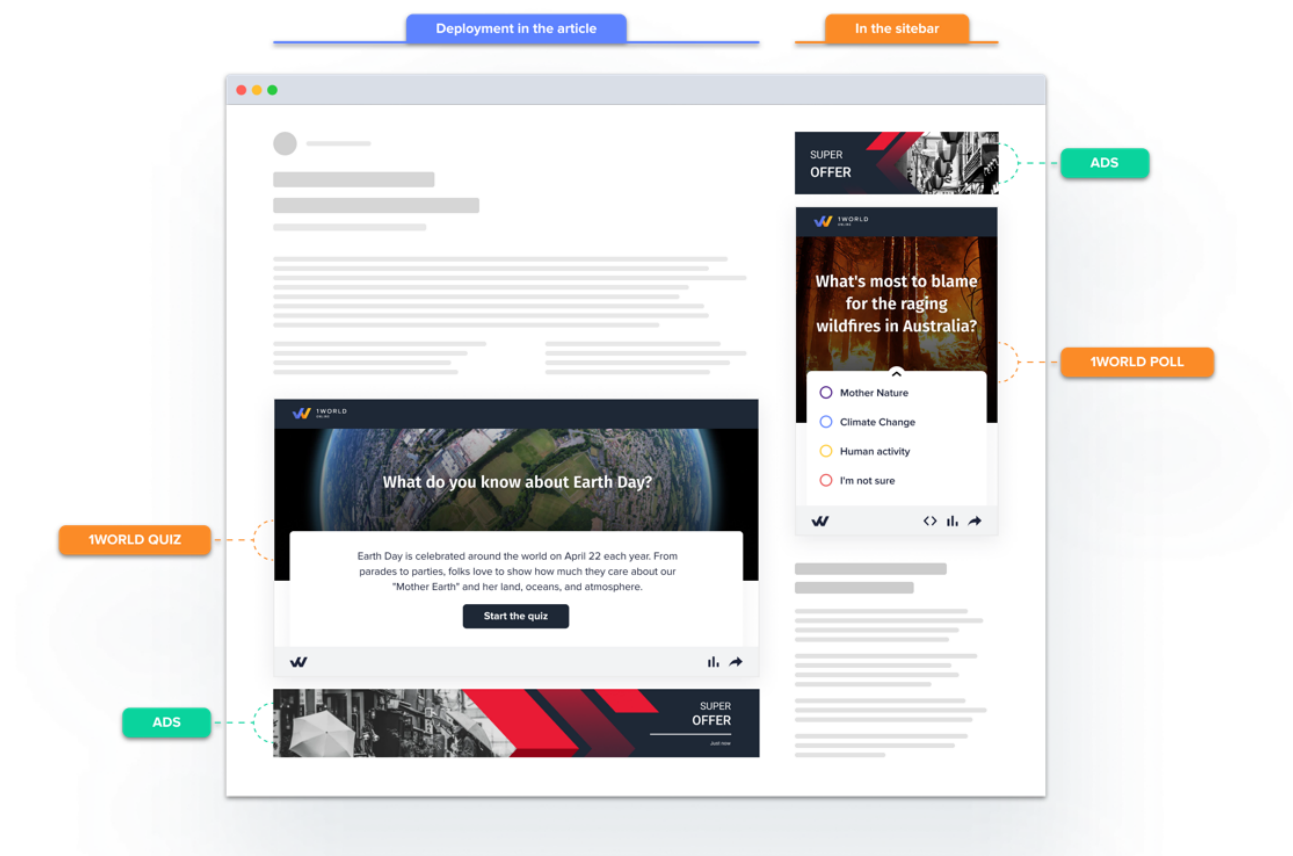 Deployment in the article
In the sitebar
SUPER
OFFER
ADS
1WORLD
ONLINE
What's most to blame
for the raging
wildfires in Australia?
1WORLD POLL
Mother Nature
Climate Change
Human activity
I'm not sure
1WORLD
ONLINE
What do you know about Earth Day?
1WORLD QUIZ
Earth Day is celebrated around the world on April 22 each year. From
parades to parties, folks love to show how much they care about our
"Mother Earth" and her land, oceans, and atmosphere.
Start the quiz
ADS
SUPER
OFFER
Just now